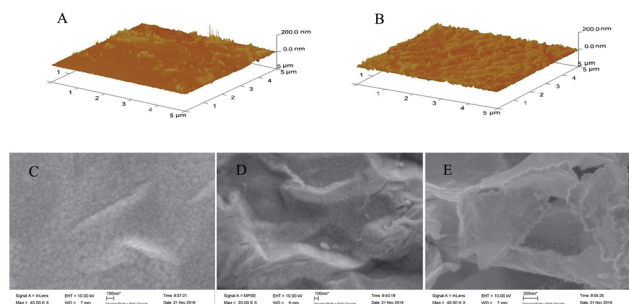 A
200.0 nm
0.0 nm
5 µm
4
1
2
3
4
5 µm
B
200.0 nm
0.0 nm
5 µm
4
3
2
1
1
2
3
4
5 µm
C
Signal A = InLens
EHT = 10.00 kV
100nm*
Time :9:37:21
Mag = 40.00 K X
WD = 7 mm
Date :21 Nov 2018
D
Signal A = MPSE
EHT = 10.00 kV
100nm*
Time :9:43:18
Mag = 20.00 K X
WD = 8 mm
Date :21 Nov 2018
E
Signal A = InLens
EHT = 10.00 kV
200nm*
Time :9:55:25
Mag = 40.00 K X
WD = 7 mm
Date :21 Nov 2018